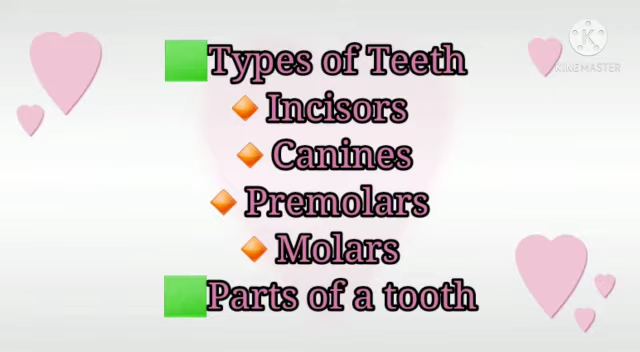 🟩Types of Teeth
🔸Incisors
🔸Canines
🔸Premolars
🔸Molars
🟩Parts of a tooth
KINEMASTER